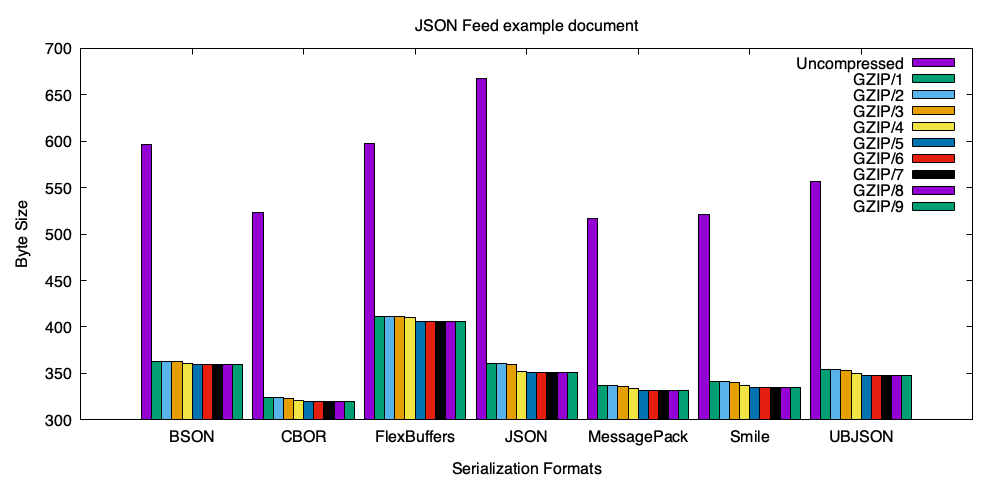 JSON Feed example document
700
650
600
550
500
450
400
350
300
Byte Size
Uncompressed
GZIP/1
GZIP/2
GZIP/3
GZIP/4
GZIP/5
GZIP/6
GZIP/7
GZIP/8
GZIP/9
BSON CBOR FlexBuffers JSON MessagePack Smile UBJSON
Serialization Formats